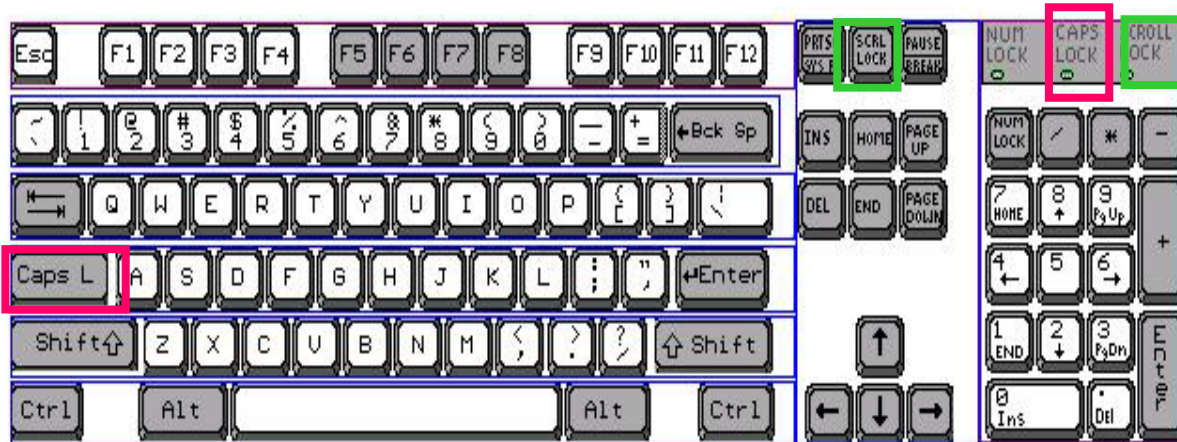 Esc F1 F2 F3 F4 F5 F6 F7 F8 F9 F10 F11 F12 PRTS SCRL LOCK PAUSE BREAK NUM LOCK CAPS LOCK CROLL OCK
~ ` ! 1 @ 2 # 3 $ 4 % 5 ^ 6 & 7 * 8 ( 9 ) 0 — - + = ←Bck Sp INS HOME PAGE UP NUM LOCK / * -
Q W E R T Y U I O P { [ } ] | \ DEL END PAGE DOWN 7 HOME 8 ↑ 9 PgUp +
Caps L A S D F G H J K L : ; " , ↵Enter 4 ← 5 6 →
Shift⇧ Z X C V B N M < , > . ? / ⇧ Shift ↑ 1 END 2 ↓ 3 PgDn Enter
Ctrl Alt Alt Ctrl ← ↓ → 0 Ins . Del